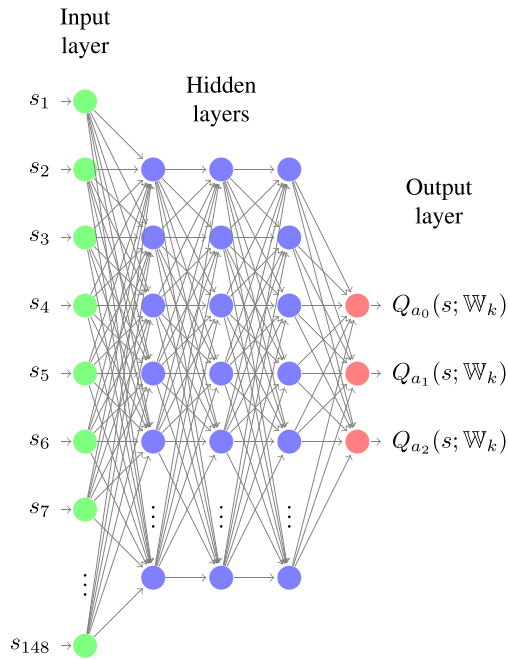 Input
layer
Hidden
layers
Output
layer
s₁
s₂
s₃
s₄
s₅
s₆
s₇
⋮
s₁₄₈
⋮ ⋮ ⋮
Qₐ₀(s; 𝕎ₖ)
Qₐ₁(s; 𝕎ₖ)
Qₐ₂(s; 𝕎ₖ)